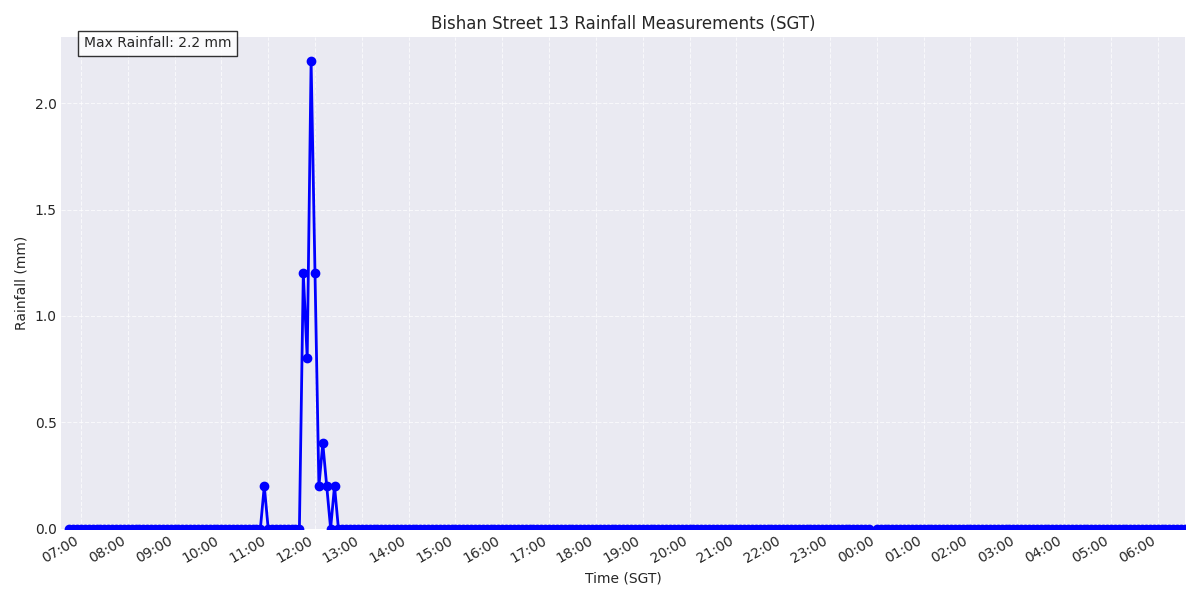 Bishan Street 13 Rainfall Measurements (SGT)
Max Rainfall: 2.2 mm
2.0
1.5
1.0
0.5
0.0
Rainfall (mm)
07:00 08:00 09:00 10:00 11:00 12:00 13:00 14:00 15:00 16:00 17:00 18:00 19:00 20:00 21:00 22:00 23:00 00:00 01:00 02:00 03:00 04:00 05:00 06:00
Time (SGT)